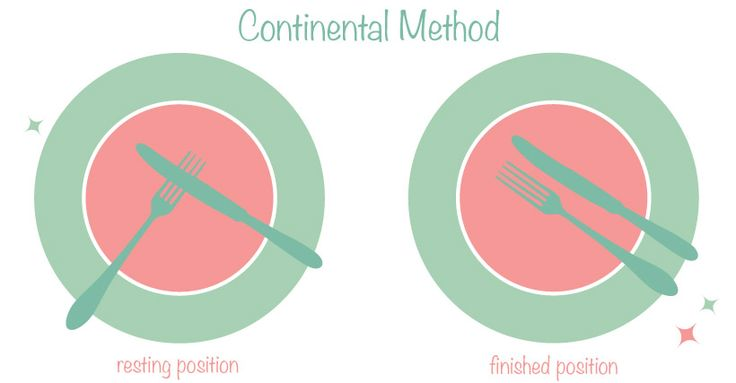 Continental Method
resting position
finished position